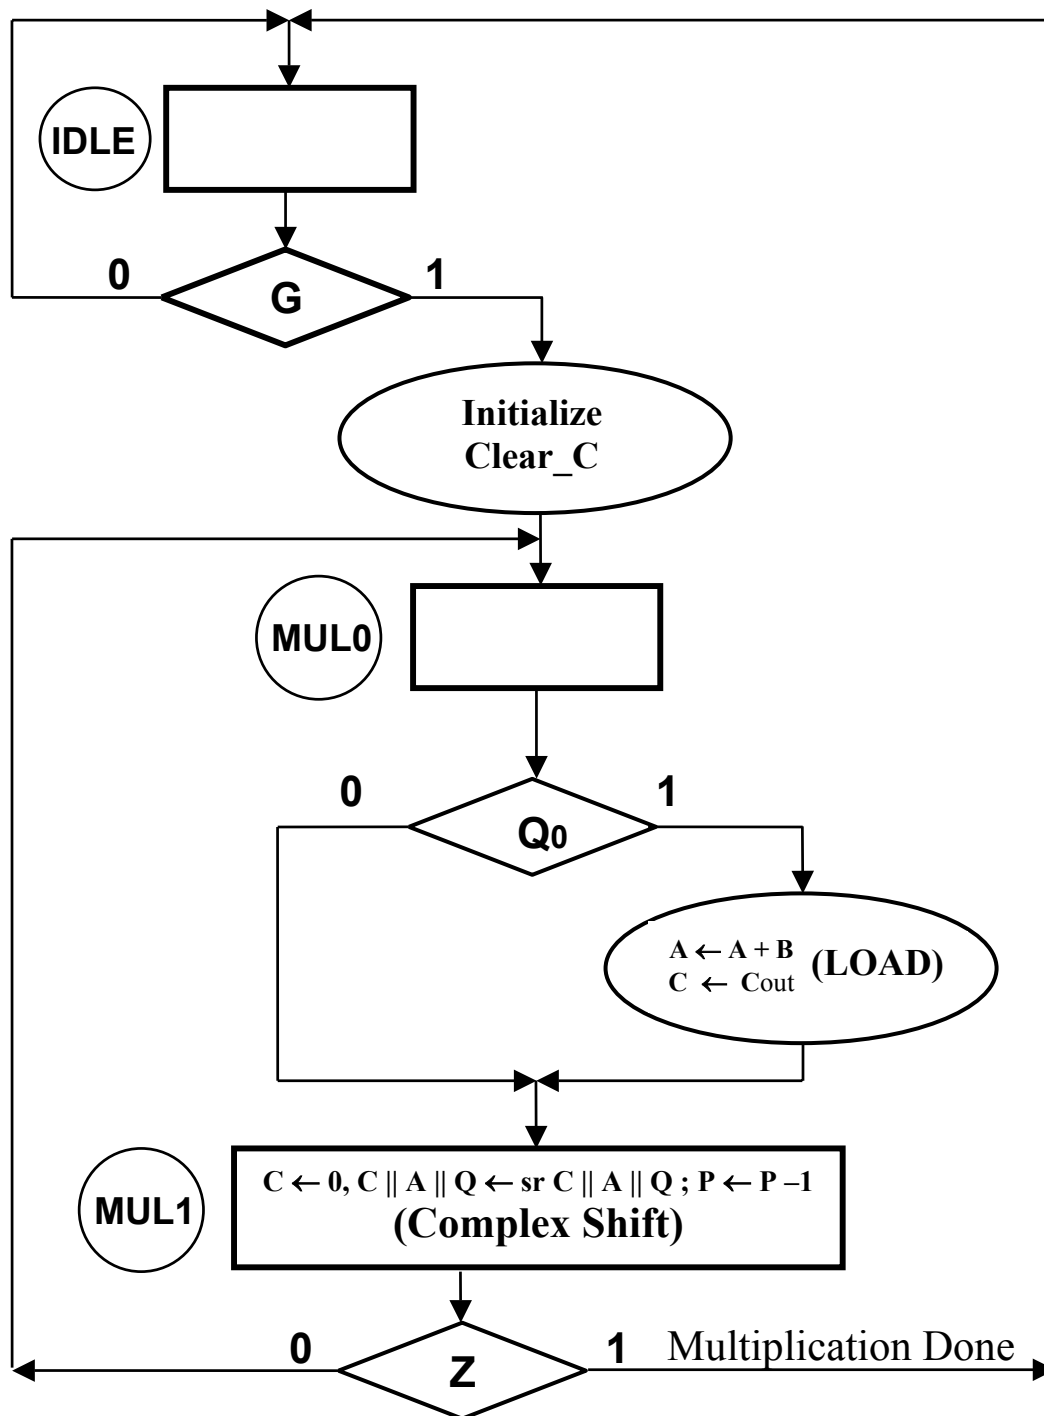 IDLE
0
1
G
Initialize
Clear_C
MUL0
0
1
Q0
A ← A + B (LOAD)
C ← Cout
C ← 0, C || A || Q ← sr C || A || Q ; P ← P –1
(Complex Shift)
MUL1
0
1
Multiplication Done
Z